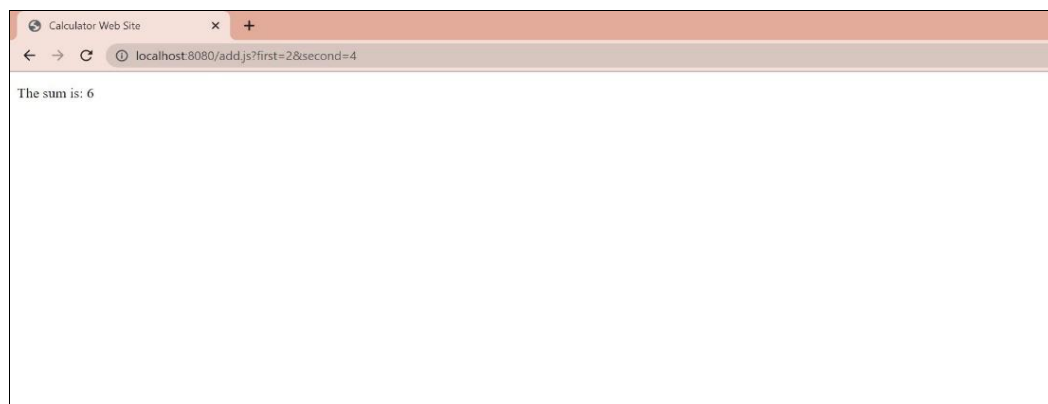 Calculator Web Site
localhost:8080/add.js?first=2&second=4
The sum is: 6